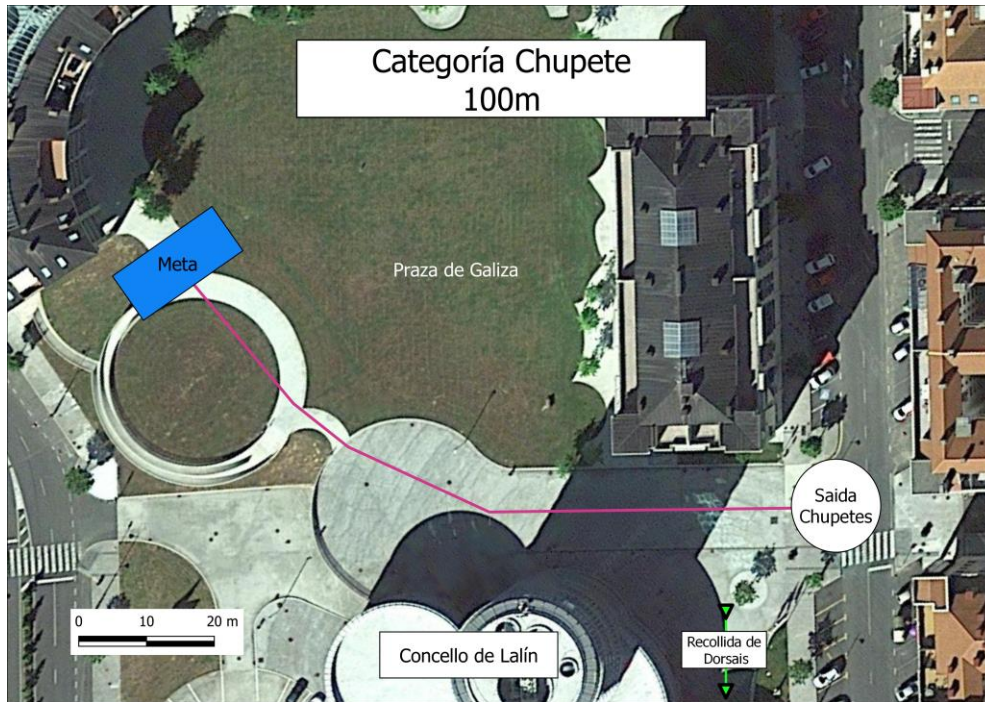 Categoría Chupete
100m
Meta
Praza de Galiza
Saida
Chupetes
0 10 20 m
Concello de Lalín
Recollida de
Dorsais